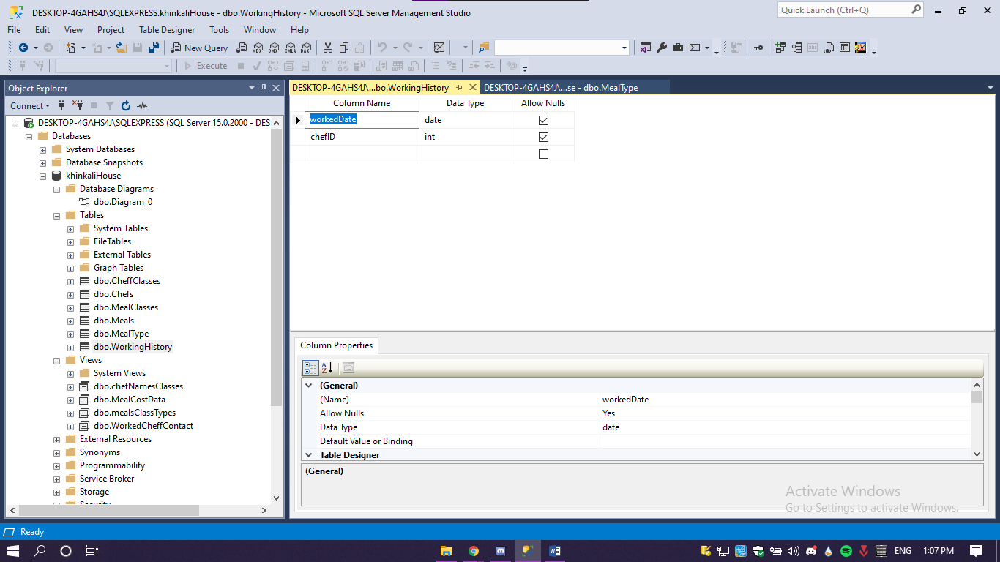 DESKTOP-4GAHS4J\SQLEXPRESS.khinkaliHouse - dbo.WorkingHistory - Microsoft SQL Server Management Studio
Quick Launch (Ctrl+Q)
File Edit View Project Table Designer Tools Window Help
New Query
MDX DMX XMLA DAX
Execute
Object Explorer
DESKTOP-4GAHS4J\...bo.WorkingHistory
DESKTOP-4GAHS4J\...se - dbo.MealType
Connect
DESKTOP-4GAHS4J\SQLEXPRESS (SQL Server 15.0.2000 - DES
Databases
System Databases
Database Snapshots
khinkaliHouse
Database Diagrams
dbo.Diagram_0
Tables
System Tables
FileTables
External Tables
Graph Tables
dbo.CheffClasses
dbo.Chefs
dbo.MealClasses
dbo.Meals
dbo.MealType
dbo.WorkingHistory
Views
System Views
dbo.chefNamesClasses
dbo.MealCostData
dbo.mealsClassTypes
dbo.WorkedCheffContact
External Resources
Synonyms
Programmability
Service Broker
Storage
Security
Column Name Data Type Allow Nulls
workedDate date
chefID int
Column Properties
(General)
(Name) workedDate
Allow Nulls Yes
Data Type date
Default Value or Binding
Table Designer
(General)
Activate Windows
Go to Settings to activate Windows.
Ready
ENG 1:07 PM